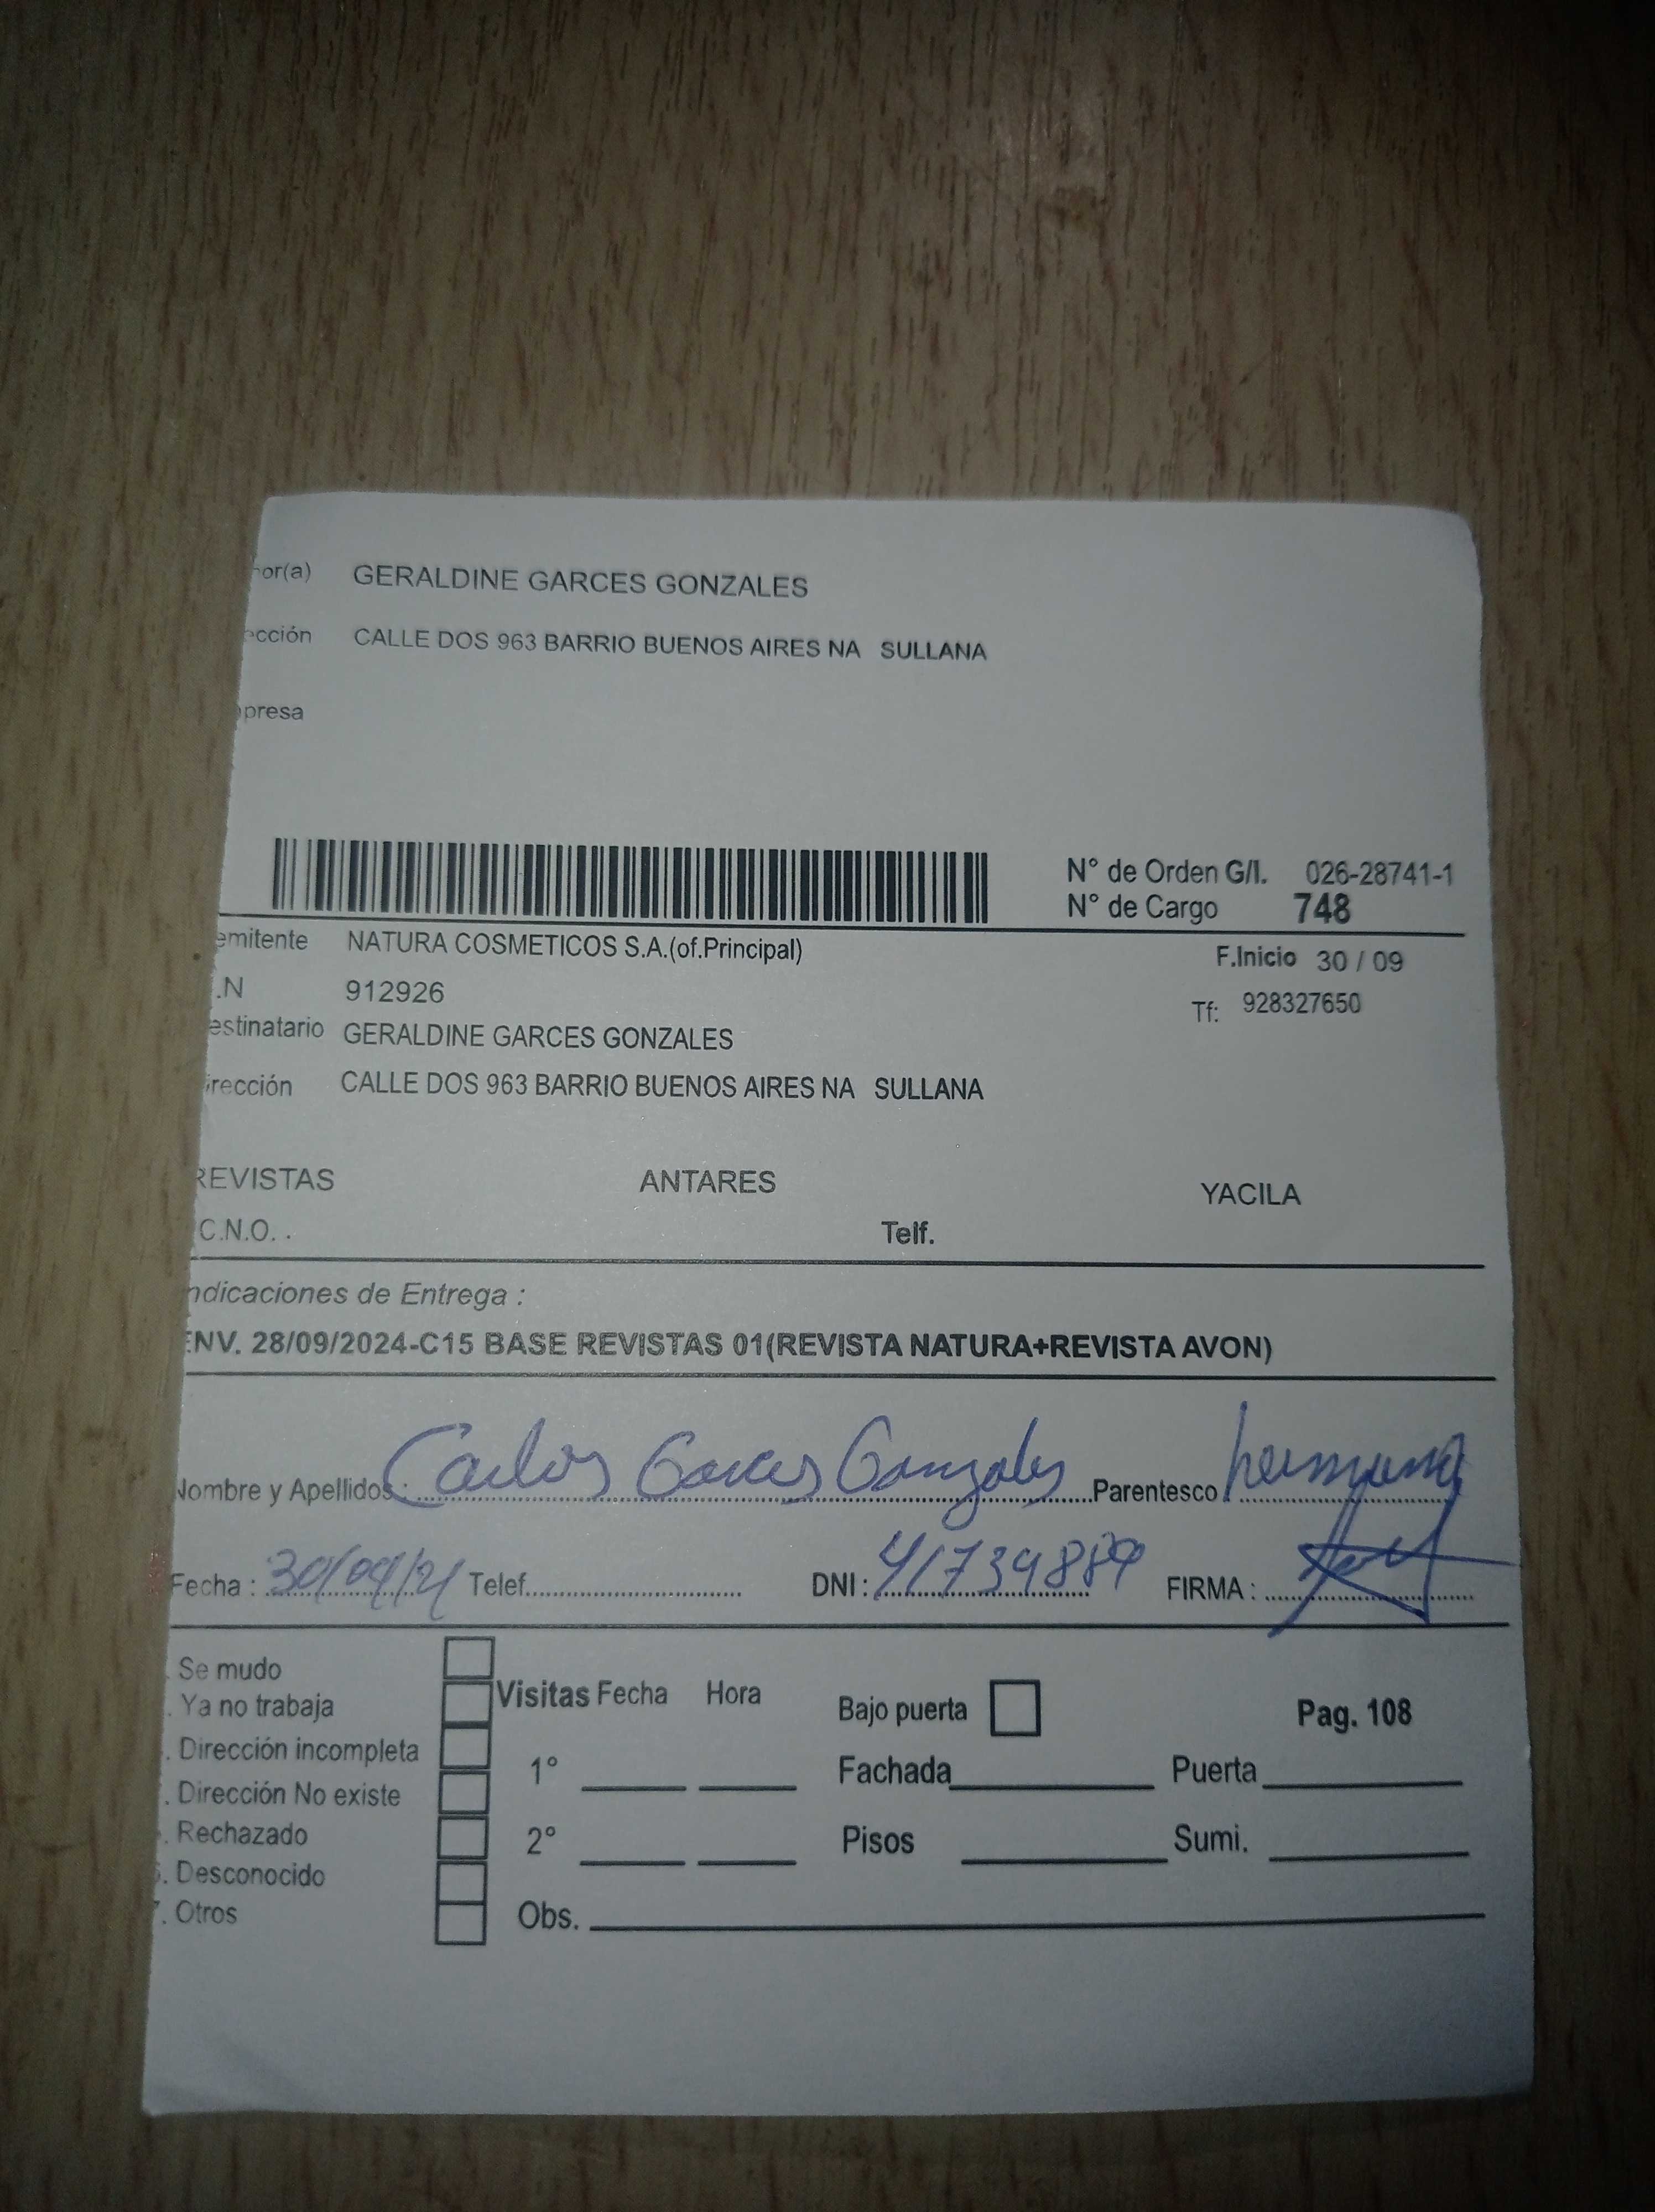 or(a) GERALDINE GARCES GONZALES
cción CALLE DOS 963 BARRIO BUENOS AIRES NA SULLANA
presa
N° de Orden G/I. 026-28741-1
N° de Cargo 748
emitente NATURA COSMETICOS S.A.(of.Principal) F.Inicio 30 / 09
.N 912926 Tf: 928327650
estinatario GERALDINE GARCES GONZALES
irección CALLE DOS 963 BARRIO BUENOS AIRES NA SULLANA
REVISTAS ANTARES YACILA
C.N.O. . Telf.
ndicaciones de Entrega :
ENV. 28/09/2024-C15 BASE REVISTAS 01(REVISTA NATURA+REVISTA AVON)
Nombre y Apellidos : Carlos Garces Gonzales Parentesco
Fecha : 30/09/ Telef. DNI : FIRMA :
. Se mudo
. Ya no trabaja Visitas Fecha Hora Bajo puerta Pag. 108
. Dirección incompleta 1° Fachada Puerta
. Dirección No existe
. Rechazado 2° Pisos Sumi.
. Desconocido
. Otros Obs.